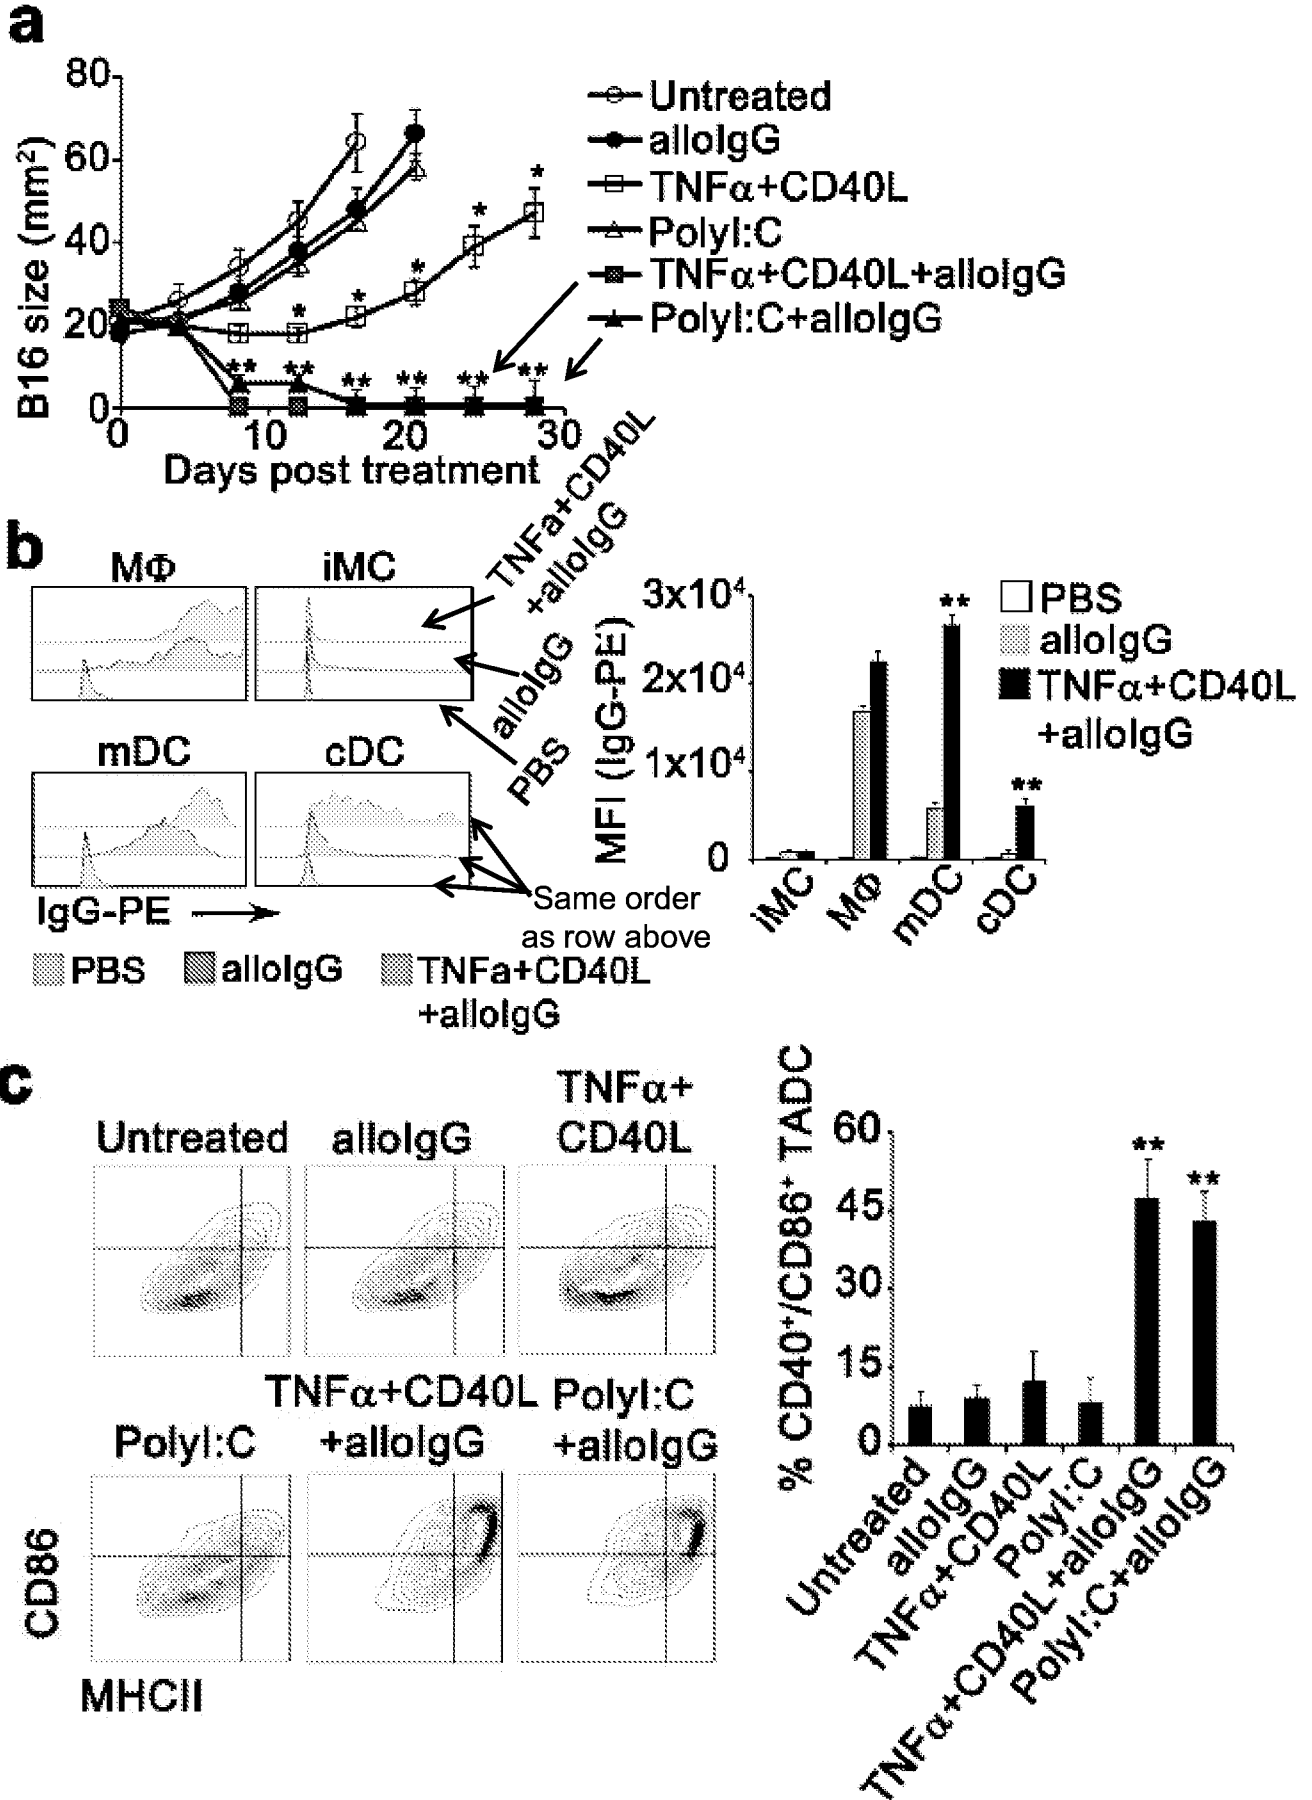 a
80
60
40
20
0
B16 size (mm²)
0 10 20 30
Days post treatment
* * * * *
** ** ** ** ** **
Untreated
alloIgG
TNFα+CD40L
PolyI:C
TNFα+CD40L+alloIgG
PolyI:C+alloIgG
b
MΦ iMC
mDC cDC
TNFa+CD40L
+alloIgG
alloIgG
PBS
Same order
as row above
IgG-PE
PBS alloIgG TNFa+CD40L
+alloIgG
MFI (IgG-PE)
3x10⁴
2x10⁴
1x10⁴
0
** **
iMC MΦ mDC cDC
PBS
alloIgG
TNFα+CD40L
+alloIgG
c
Untreated alloIgG TNFα+
CD40L
PolyI:C TNFα+CD40L
+alloIgG PolyI:C
+alloIgG
CD86
MHCII
% CD40⁺/CD86⁺ TADC
60
45
30
15
0
** **
Untreated
alloIgG
TNFα+CD40L
PolyI:C
TNFα+CD40L+alloIgG
PolyI:C+alloIgG